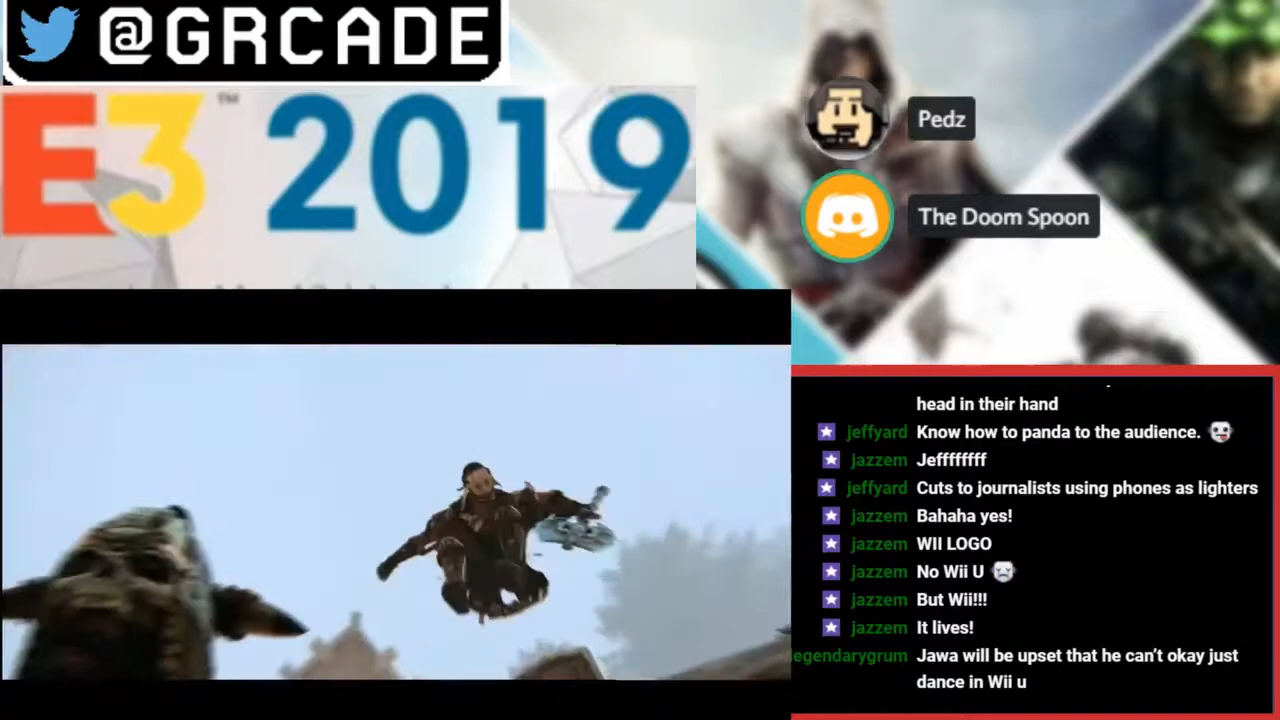 @GRCADE
E3™ 2019
Pedz
The Doom Spoon
head in their hand
jeffyard Know how to panda to the audience.
jazzem Jeffffffff
jeffyard Cuts to journalists using phones as lighters
jazzem Bahaha yes!
jazzem WII LOGO
jazzem No Wii U
jazzem But Wii!!!
jazzem It lives!
egendarygrum Jawa will be upset that he can't okay just
dance in Wii u